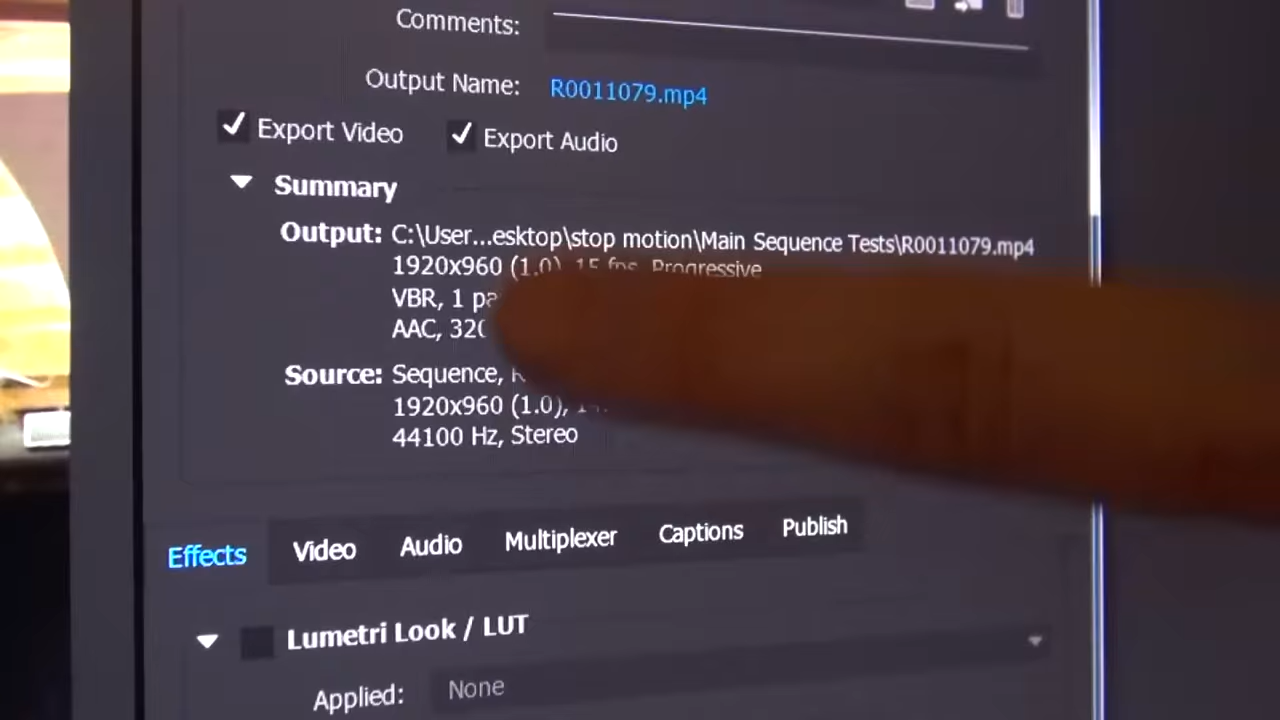 Comments:
Output Name: R0011079.mp4
Export Video Export Audio
Summary
Output: C:\User...esktop\stop motion\Main Sequence Tests\R0011079.mp4
1920x960 (1.0), 15 fps, Progressive
VBR, 1
AAC, 320
Source: Sequence,
1920x960 (1.0),
44100 Hz, Stereo
Effects Video Audio Multiplexer Captions Publish
Lumetri Look / LUT
Applied: None